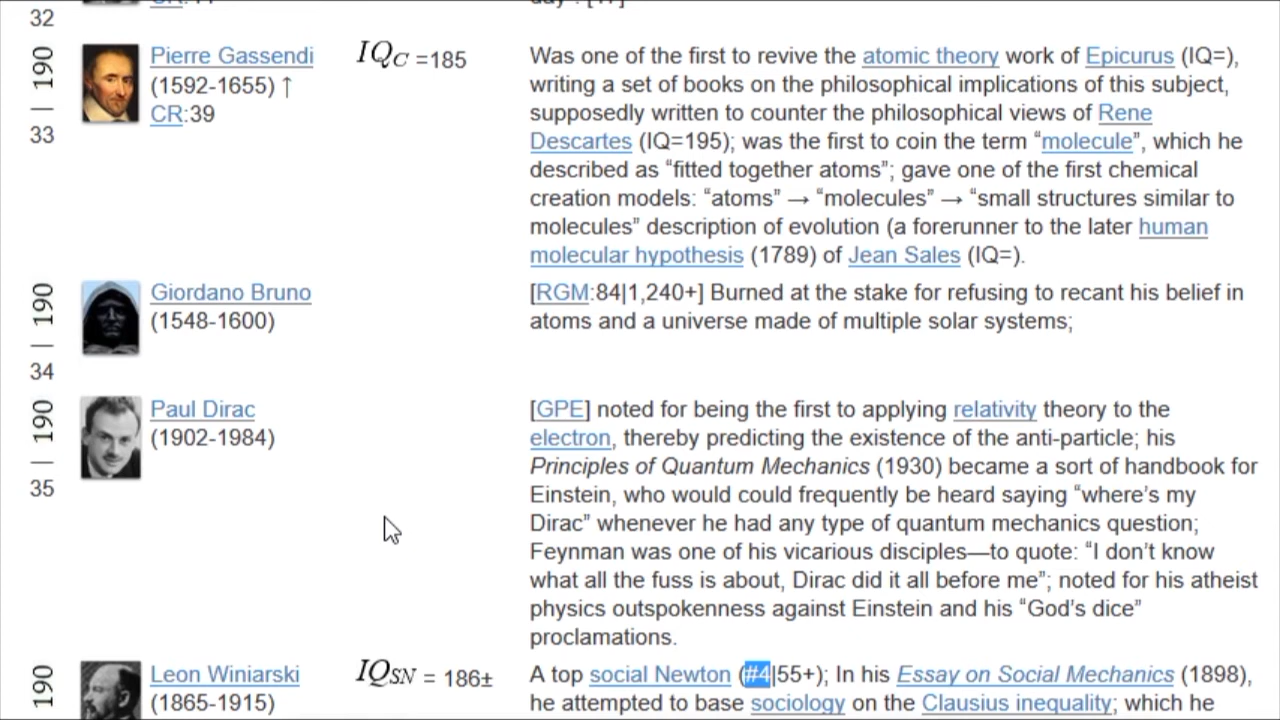 32
190
|
33
Pierre Gassendi
(1592-1655) ↑
CR:39
IQC =185
Was one of the first to revive the atomic theory work of Epicurus (IQ=),
writing a set of books on the philosophical implications of this subject,
supposedly written to counter the philosophical views of Rene
Descartes (IQ=195); was the first to coin the term “molecule”, which he
described as “fitted together atoms”; gave one of the first chemical
creation models: “atoms” → “molecules” → “small structures similar to
molecules” description of evolution (a forerunner to the later human
molecular hypothesis (1789) of Jean Sales (IQ=).
190
|
34
Giordano Bruno
(1548-1600)
[RGM:84|1,240+] Burned at the stake for refusing to recant his belief in
atoms and a universe made of multiple solar systems;
190
|
35
Paul Dirac
(1902-1984)
[GPE] noted for being the first to applying relativity theory to the
electron, thereby predicting the existence of the anti-particle; his
Principles of Quantum Mechanics (1930) became a sort of handbook for
Einstein, who would could frequently be heard saying “where’s my
Dirac” whenever he had any type of quantum mechanics question;
Feynman was one of his vicarious disciples—to quote: “I don’t know
what all the fuss is about, Dirac did it all before me”; noted for his atheist
physics outspokenness against Einstein and his “God’s dice”
proclamations.
190
Leon Winiarski
(1865-1915)
IQSN = 186±
A top social Newton (#4|55+); In his Essay on Social Mechanics (1898),
he attempted to base sociology on the Clausius inequality; which he